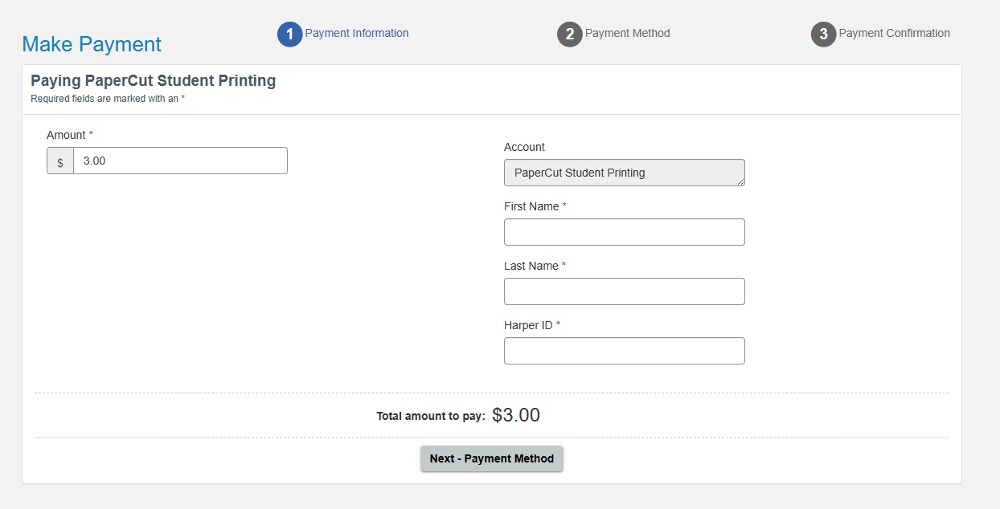 Make Payment
1 Payment Information
2 Payment Method
3 Payment Confirmation
Paying PaperCut Student Printing
Required fields are marked with an *
Amount *
$ 3.00
Account
PaperCut Student Printing
First Name *
Last Name *
Harper ID *
Total amount to pay: $3.00
Next - Payment Method